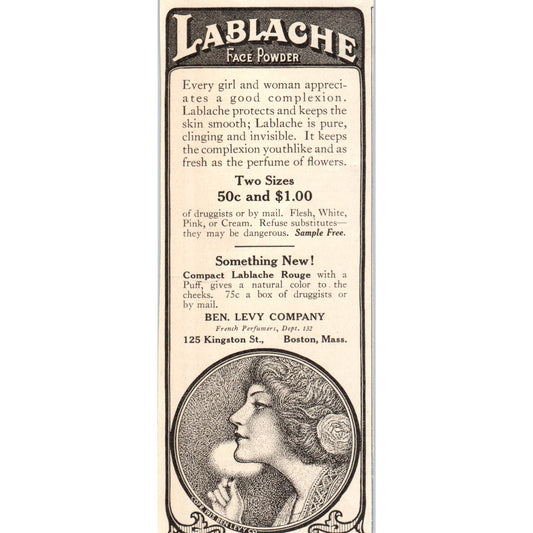 LABLACHE
FACE POWDER
Every girl and woman appreci-
ates a good complexion.
Lablache protects and keeps the
skin smooth; Lablache is pure,
clinging and invisible. It keeps
the complexion youthlike and as
fresh as the perfume of flowers.
Two Sizes
50c and $1.00
of druggists or by mail. Flesh, White,
Pink, or Cream. Refuse substitutes—
they may be dangerous. Sample Free.
Something New!
Compact Lablache Rouge with a
Puff, gives a natural color to the
cheeks. 75c a box of druggists or
by mail.
BEN. LEVY COMPANY
French Perfumers, Dept. 132
125 Kingston St., Boston, Mass.
BEN LEVY CO.